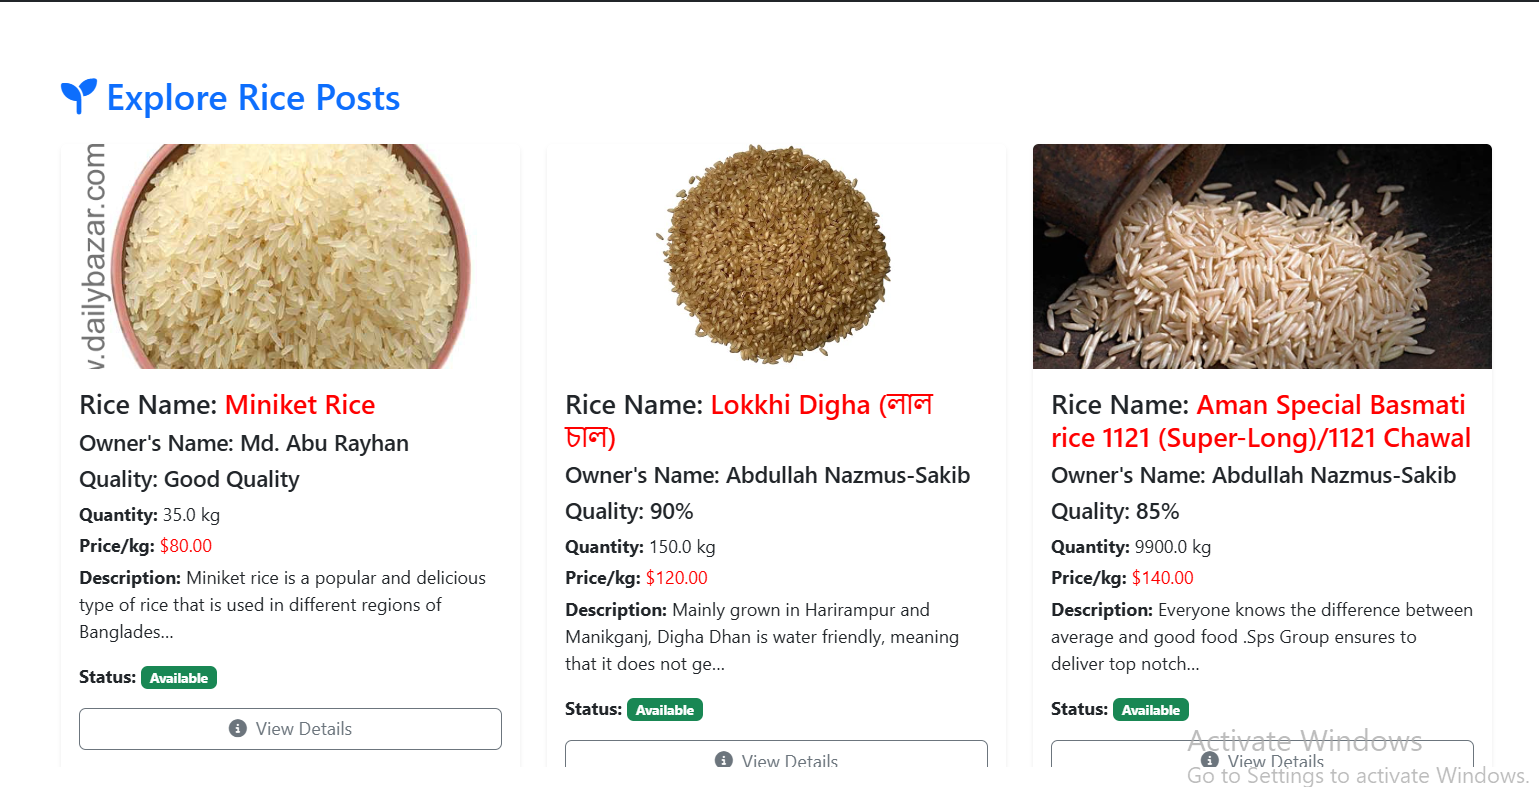 Explore Rice Posts
v.dailybazar.com
Rice Name: Miniket Rice
Owner's Name: Md. Abu Rayhan
Quality: Good Quality
Quantity: 35.0 kg
Price/kg: $80.00
Description: Miniket rice is a popular and delicious
type of rice that is used in different regions of
Banglades...
Status: Available
View Details
Rice Name: Lokkhi Digha (লাল
চাল)
Owner's Name: Abdullah Nazmus-Sakib
Quality: 90%
Quantity: 150.0 kg
Price/kg: $120.00
Description: Mainly grown in Harirampur and
Manikganj, Digha Dhan is water friendly, meaning
that it does not ge...
Status: Available
View Details
Rice Name: Aman Special Basmati
rice 1121 (Super-Long)/1121 Chawal
Owner's Name: Abdullah Nazmus-Sakib
Quality: 85%
Quantity: 9900.0 kg
Price/kg: $140.00
Description: Everyone knows the difference between
average and good food .Sps Group ensures to
deliver top notch...
Status: Available
View Details
Activate Windows
Go to Settings to activate Windows.